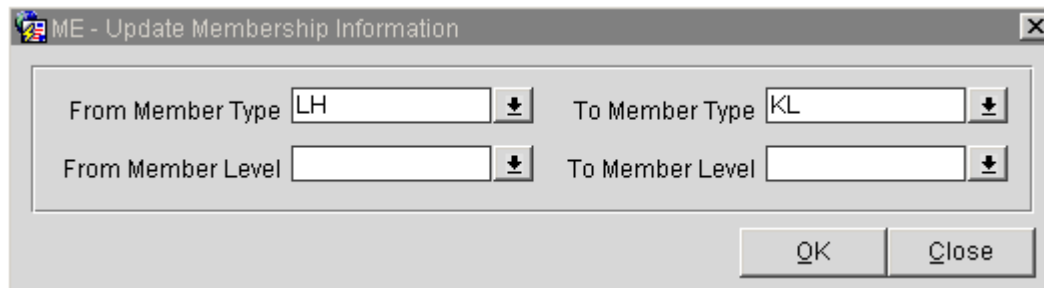 ME - Update Membership Information
From Member Type LH To Member Type KL
From Member Level To Member Level
OK Close